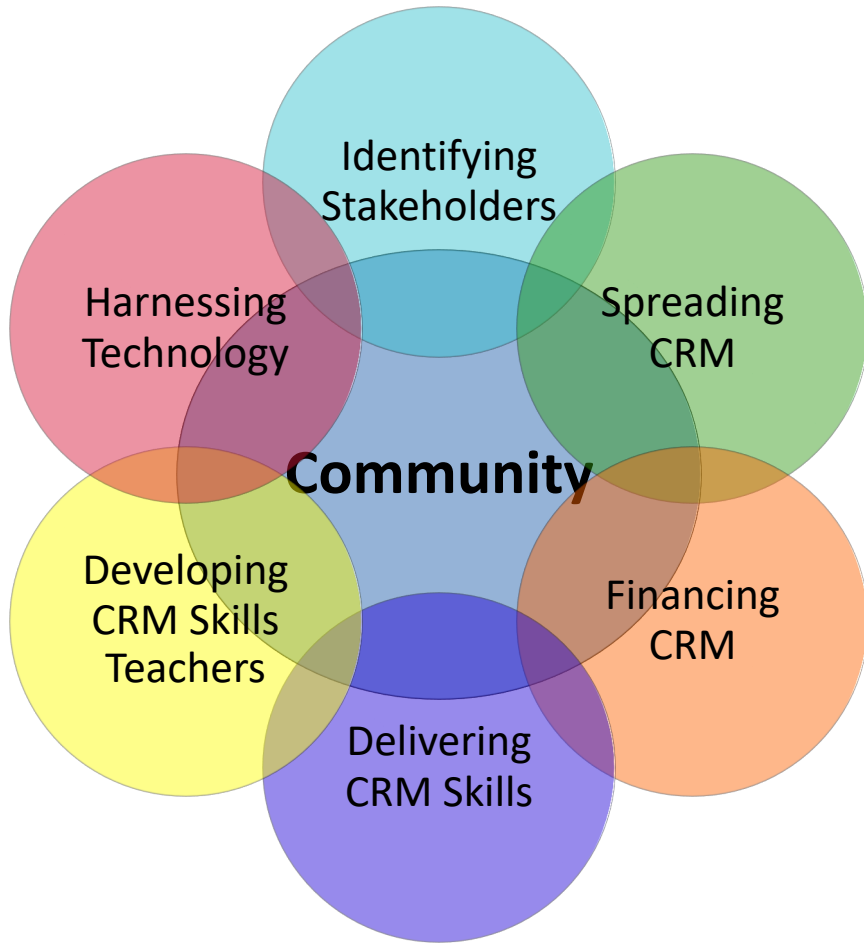 Identifying
Stakeholders
Harnessing
Technology
Spreading
CRM
Community
Developing
CRM Skills
Teachers
Financing
CRM
Delivering
CRM Skills